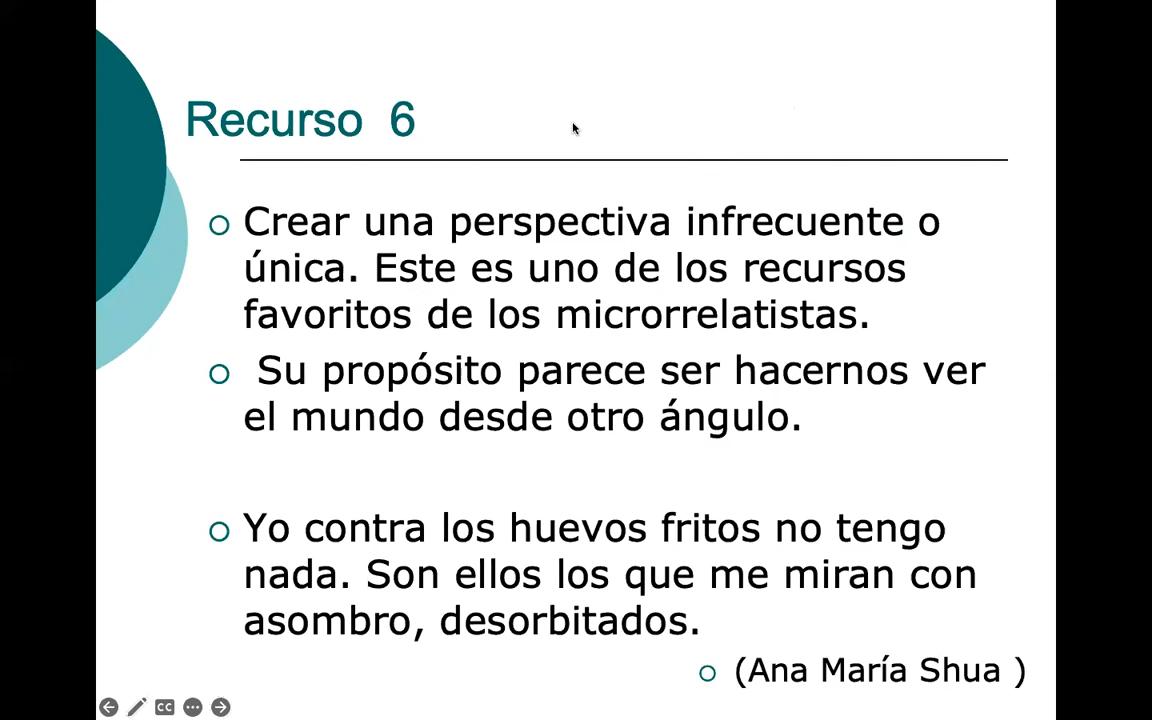 Recurso 6
Crear una perspectiva infrecuente o
única. Este es uno de los recursos
favoritos de los microrrelatistas.
Su propósito parece ser hacernos ver
el mundo desde otro ángulo.
Yo contra los huevos fritos no tengo
nada. Son ellos los que me miran con
asombro, desorbitados.
(Ana María Shua )
CC